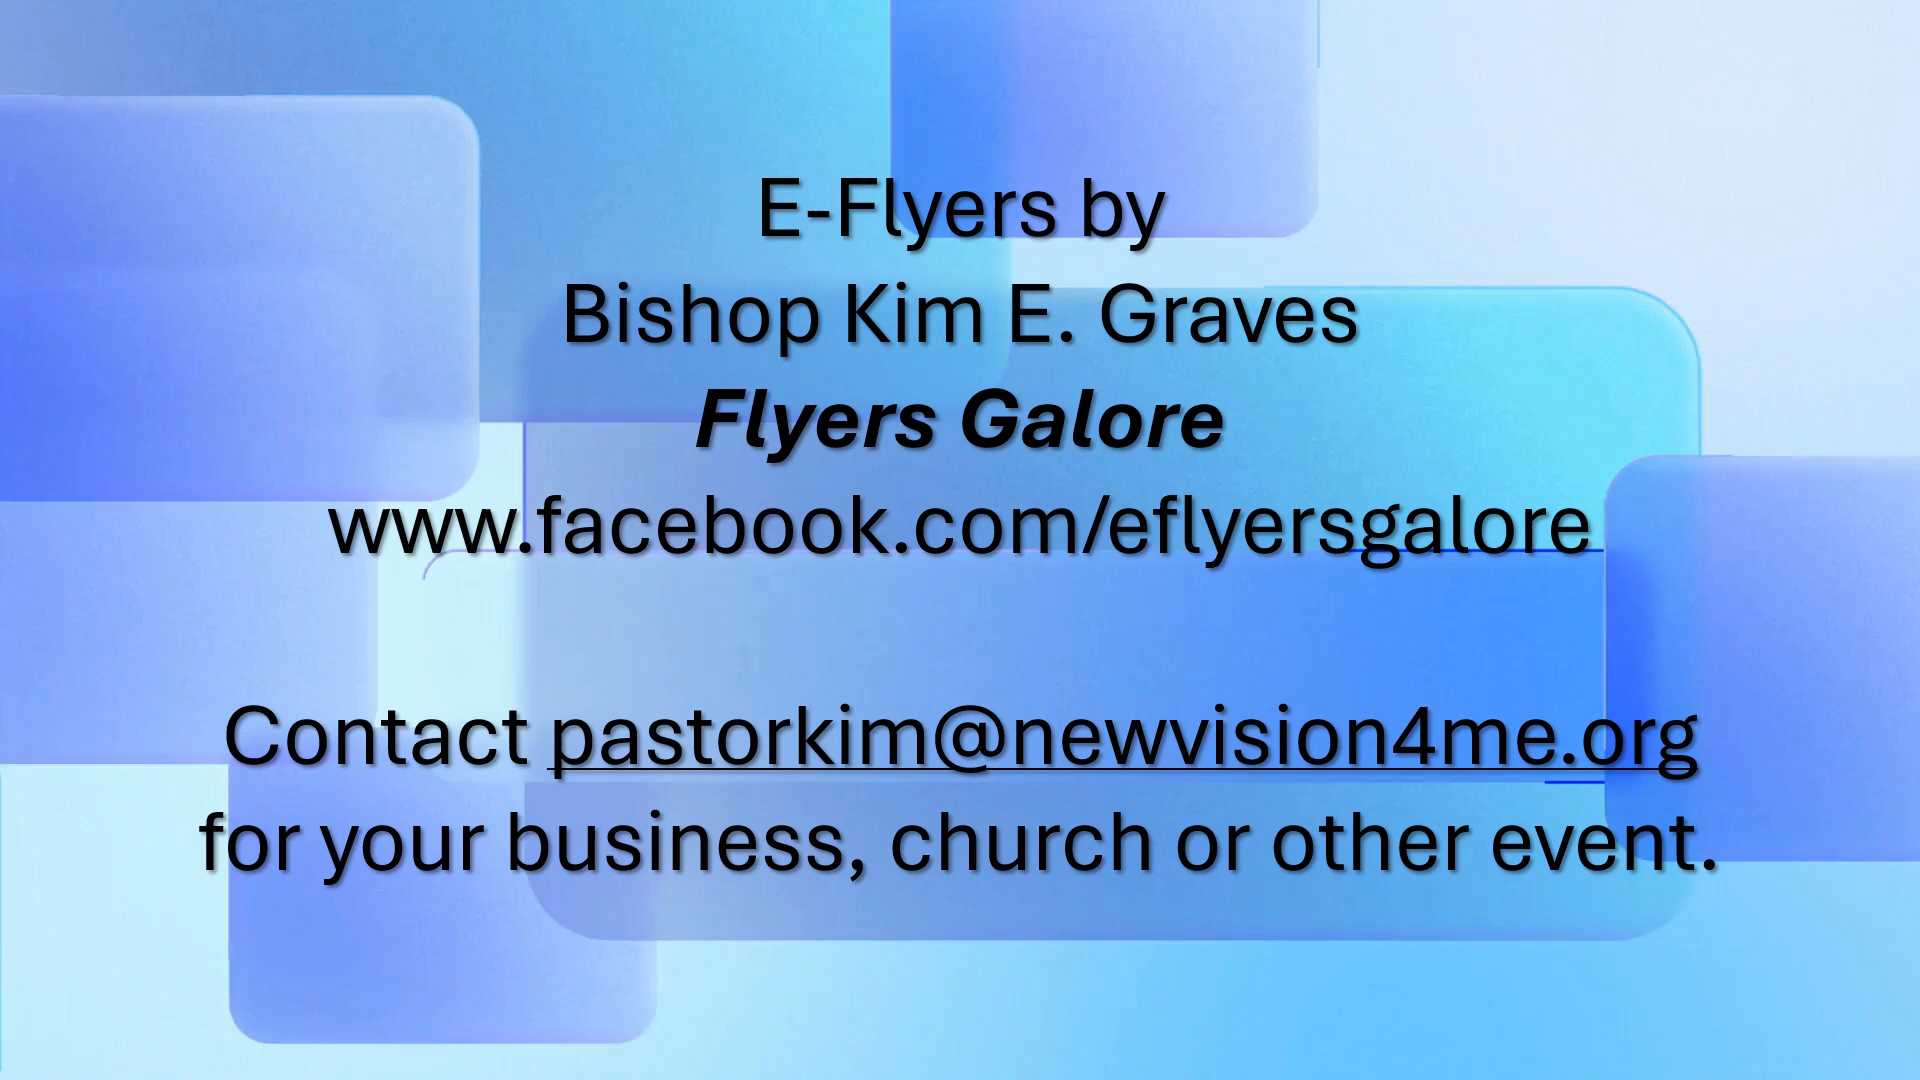 E-Flyers by
Bishop Kim E. Graves
Flyers Galore
www.facebook.com/eflyersgalore
Contact pastorkim@newvision4me.org
for your business, church or other event.